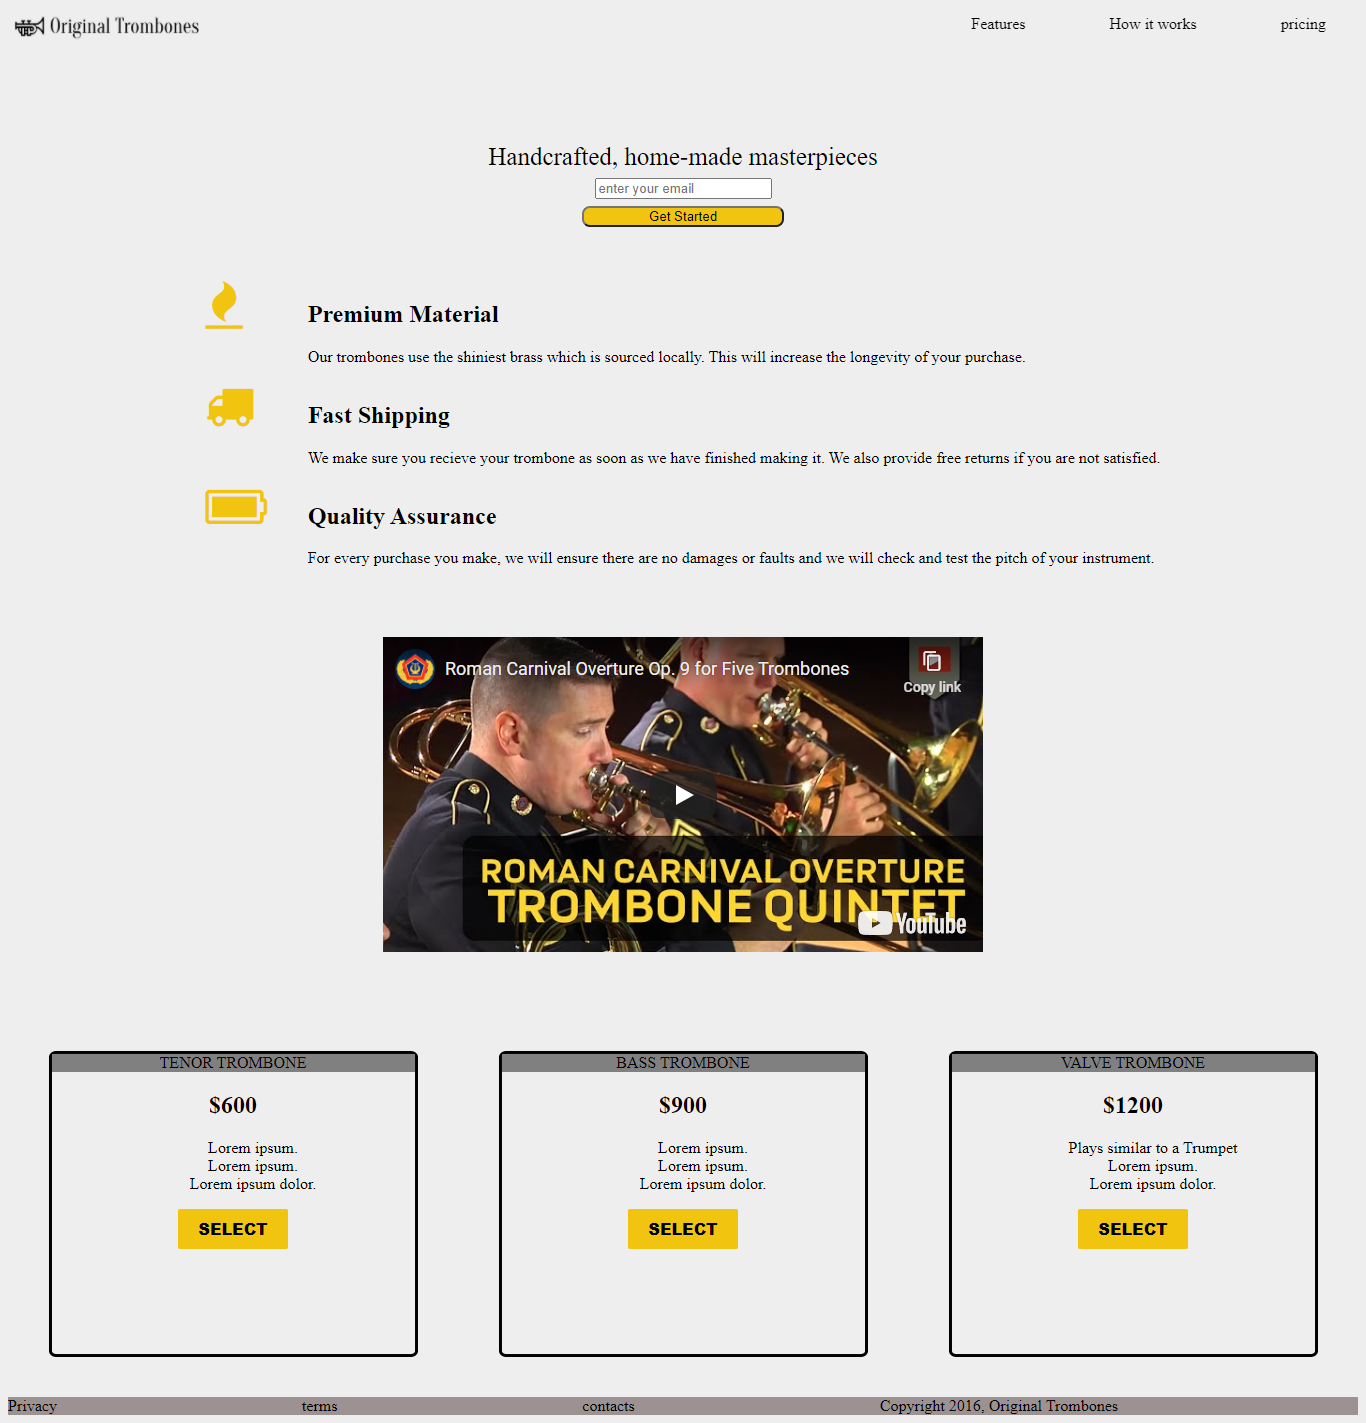 Original Trombones
Features
How it works
pricing
Handcrafted, home-made masterpieces
enter your email
Get Started
Premium Material
Our trombones use the shiniest brass which is sourced locally. This will increase the longevity of your purchase.
Fast Shipping
We make sure you recieve your trombone as soon as we have finished making it. We also provide free returns if you are not satisfied.
Quality Assurance
For every purchase you make, we will ensure there are no damages or faults and we will check and test the pitch of your instrument.
Roman Carnival Overture Op. 9 for Five Trombones
Copy link
ROMAN CARNIVAL OVERTURE
TROMBONE QUINTET
YouTube
TENOR TROMBONE
$600
Lorem ipsum.
Lorem ipsum.
Lorem ipsum dolor.
SELECT
BASS TROMBONE
$900
Lorem ipsum.
Lorem ipsum.
Lorem ipsum dolor.
SELECT
VALVE TROMBONE
$1200
Plays similar to a Trumpet
Lorem ipsum.
Lorem ipsum dolor.
SELECT
Privacy
terms
contacts
Copyright 2016, Original Trombones